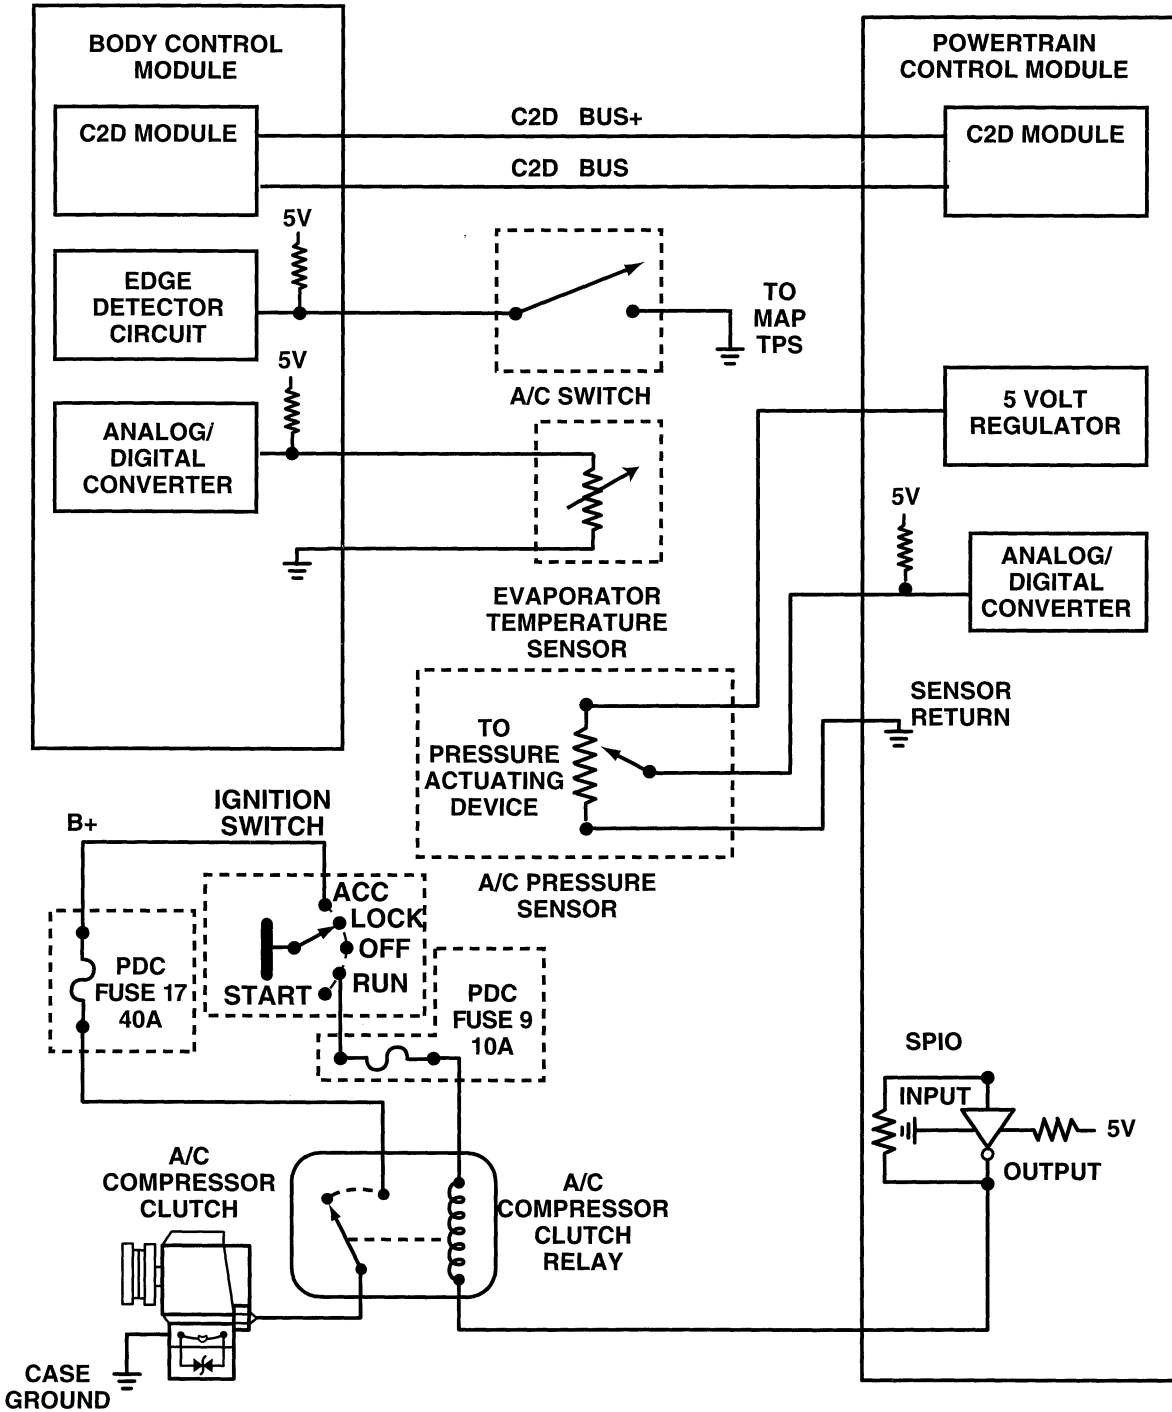 BODY CONTROL
MODULE
POWERTRAIN
CONTROL MODULE
C2D MODULE
C2D BUS+
C2D MODULE
C2D BUS
5V
EDGE
DETECTOR
CIRCUIT
TO
MAP
TPS
5V
A/C SWITCH
5 VOLT
REGULATOR
ANALOG/
DIGITAL
CONVERTER
5V
ANALOG/
DIGITAL
CONVERTER
EVAPORATOR
TEMPERATURE
SENSOR
SENSOR
RETURN
TO
PRESSURE
ACTUATING
DEVICE
A/C PRESSURE
SENSOR
IGNITION
SWITCH
B+
ACC
LOCK
OFF
RUN
START
PDC
FUSE 17
40A
PDC
FUSE 9
10A
SPIO
INPUT
5V
OUTPUT
A/C
COMPRESSOR
CLUTCH
A/C
COMPRESSOR
CLUTCH
RELAY
CASE
GROUND